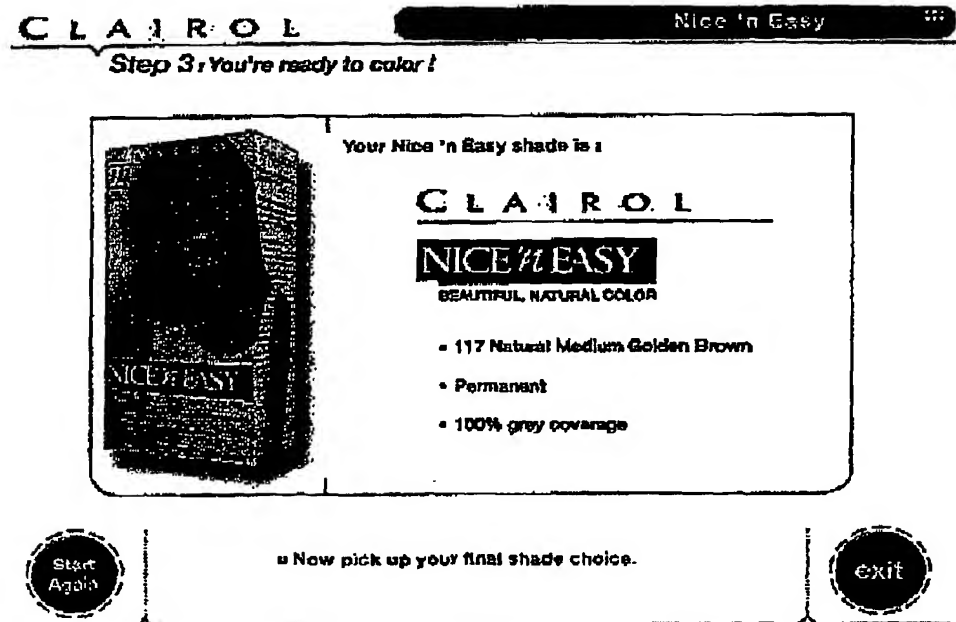 CLAIROL
Nice 'n Easy
Step 3: You're ready to color!
Your Nice 'n Easy shade is:
CLAIROL
NICE 'n EASY
BEAUTIFUL, NATURAL COLOR
• 117 Natural Medium Golden Brown
• Permanent
• 100% grey coverage
NICE 'n EASY
Start
Again
Now pick up your final shade choice.
exit